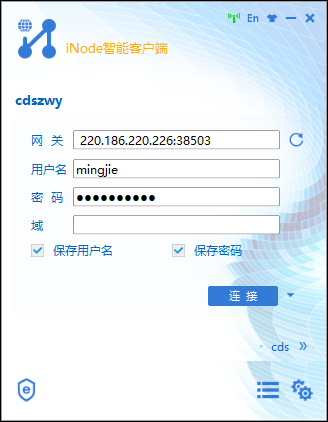 En
iNode智能客户端
cdszwy
网 关 220.186.220.226:38503
用户名 mingjie
密 码 ●●●●●●●●●●
域
保存用户名 保存密码
连 接
cds »
e